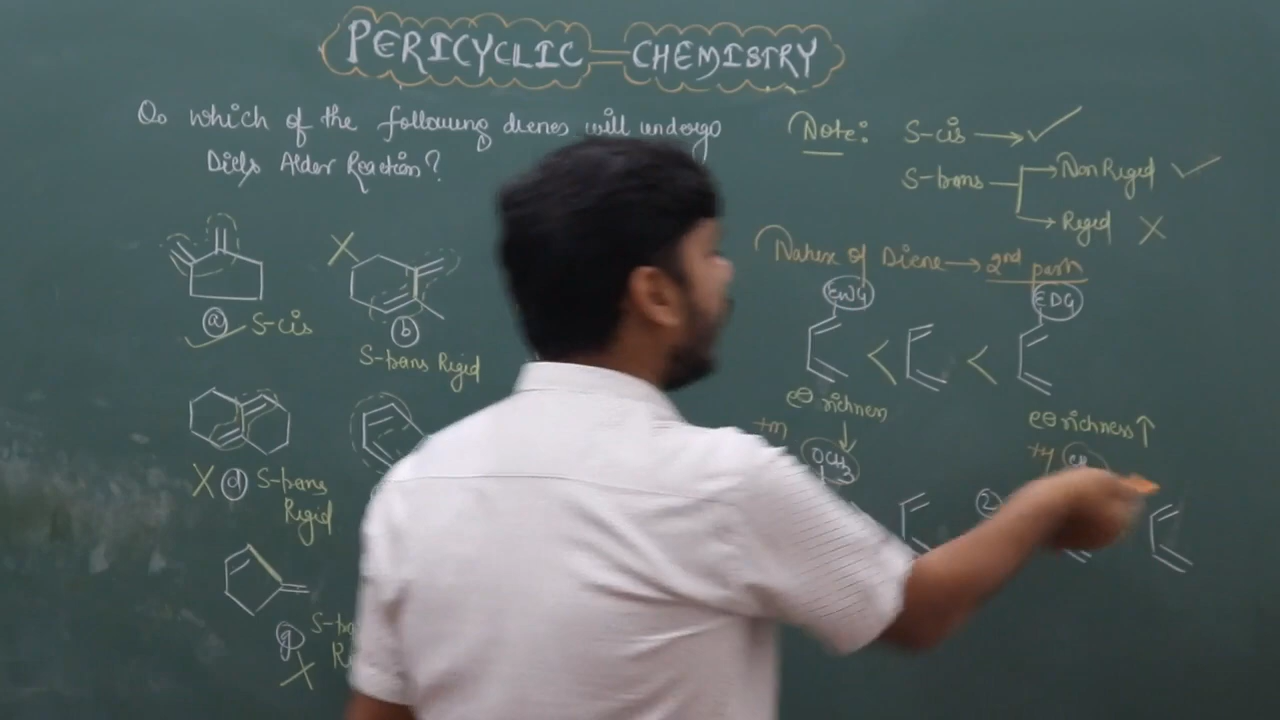 PERICYCLIC — CHEMISTRY
Q. which of the following dienes will undergo
Diels Alder Reaction?
a S-cis
b
S-trans Rigid
d S-trans
Rigid
g
Note: S-cis → ✓
S-trans → Non Rigid ✓
→ Rigid X
of Diene → 2nd part
EWG < < EDG
e⊖ richness ↓
e⊖ richness ↑
+m
OCH3
2